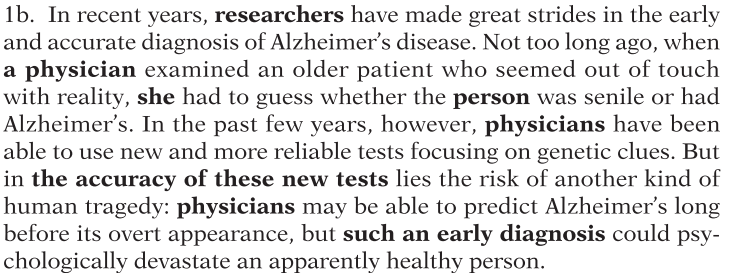 1b. In recent years, researchers have made great strides in the early
and accurate diagnosis of Alzheimer’s disease. Not too long ago, when
a physician examined an older patient who seemed out of touch
with reality, she had to guess whether the person was senile or had
Alzheimer’s. In the past few years, however, physicians have been
able to use new and more reliable tests focusing on genetic clues. But
in the accuracy of these new tests lies the risk of another kind of
human tragedy: physicians may be able to predict Alzheimer’s long
before its overt appearance, but such an early diagnosis could psy-
chologically devastate an apparently healthy person.